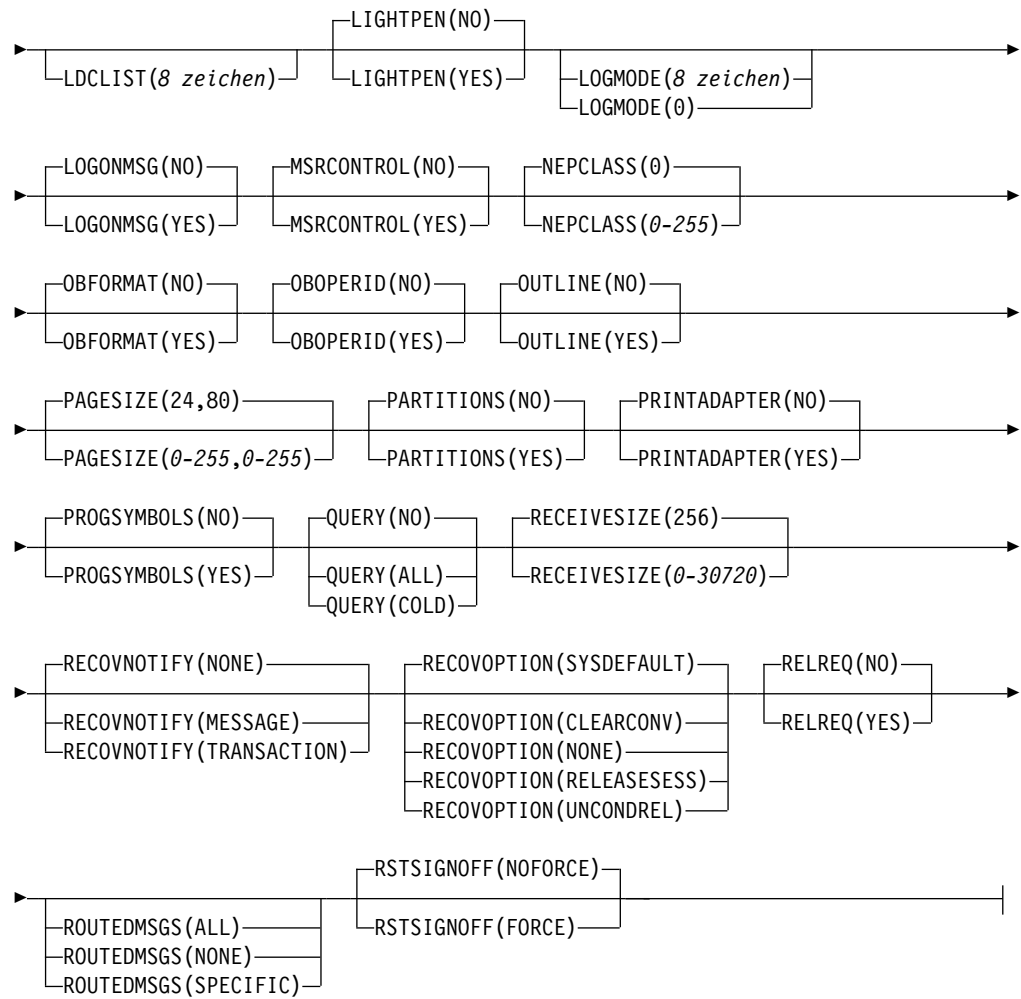 LIGHTPEN(NO)
LDCLIST(8 zeichen) LIGHTPEN(YES) LOGMODE(8 zeichen)
LOGMODE(0)
LOGONMSG(NO) MSRCONTROL(NO) NEPCLASS(0)
LOGONMSG(YES) MSRCONTROL(YES) NEPCLASS(0-255)
OBFORMAT(NO) OBOPERID(NO) OUTLINE(NO)
OBFORMAT(YES) OBOPERID(YES) OUTLINE(YES)
PAGESIZE(24,80) PARTITIONS(NO) PRINTADAPTER(NO)
PAGESIZE(0-255,0-255) PARTITIONS(YES) PRINTADAPTER(YES)
PROGSYMBOLS(NO) QUERY(NO) RECEIVESIZE(256)
PROGSYMBOLS(YES) QUERY(ALL) RECEIVESIZE(0-30720)
QUERY(COLD)
RECOVNOTIFY(NONE) RECOVOPTION(SYSDEFAULT) RELREQ(NO)
RECOVNOTIFY(MESSAGE) RECOVOPTION(CLEARCONV) RELREQ(YES)
RECOVNOTIFY(TRANSACTION) RECOVOPTION(NONE)
RECOVOPTION(RELEASESESS)
RECOVOPTION(UNCONDREL)
RSTSIGNOFF(NOFORCE)
ROUTEDMSGS(ALL) RSTSIGNOFF(FORCE)
ROUTEDMSGS(NONE)
ROUTEDMSGS(SPECIFIC)